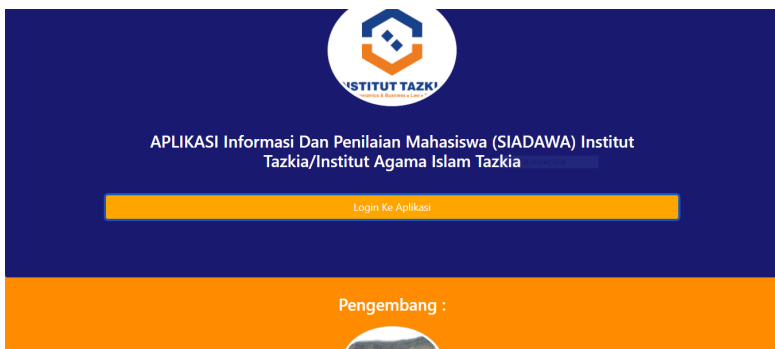 INSTITUT TAZKI
APLIKASI Informasi Dan Penilaian Mahasiswa (SIADAWA) Institut
Tazkia/Institut Agama Islam Tazkia
Login Ke Aplikasi
Pengembang :